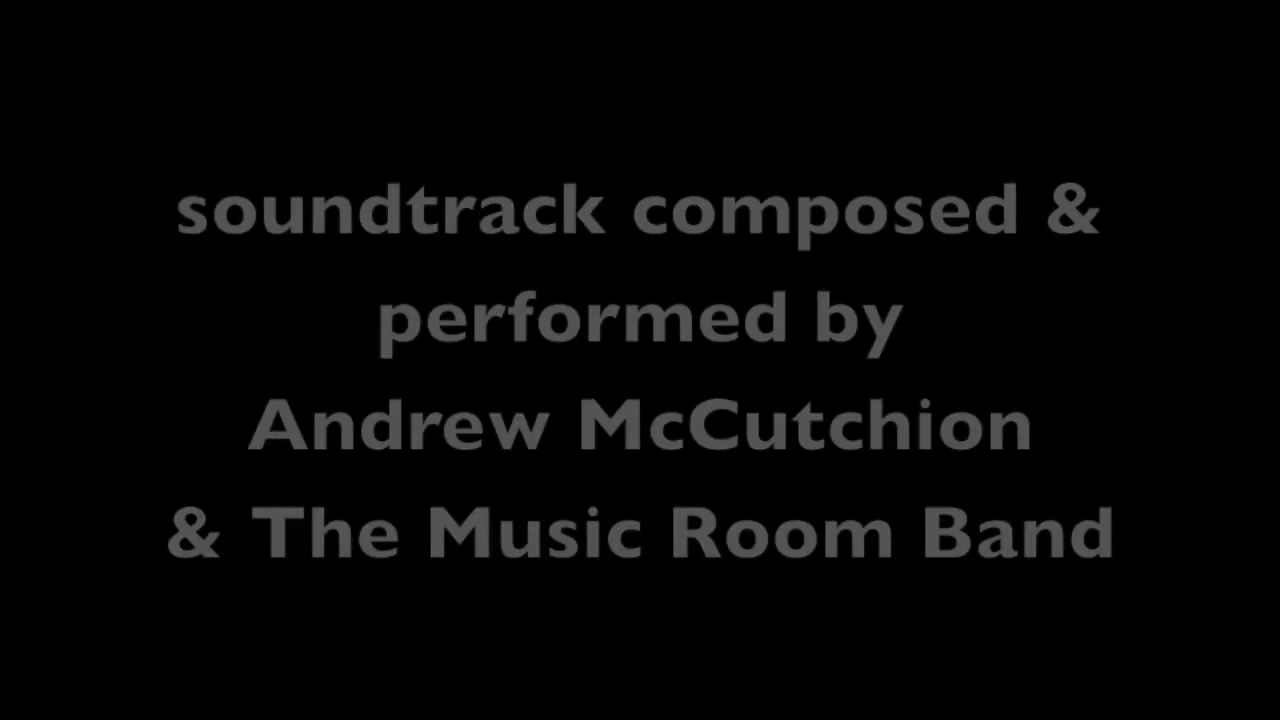 soundtrack composed &
performed by
Andrew McCutchion
& The Music Room Band